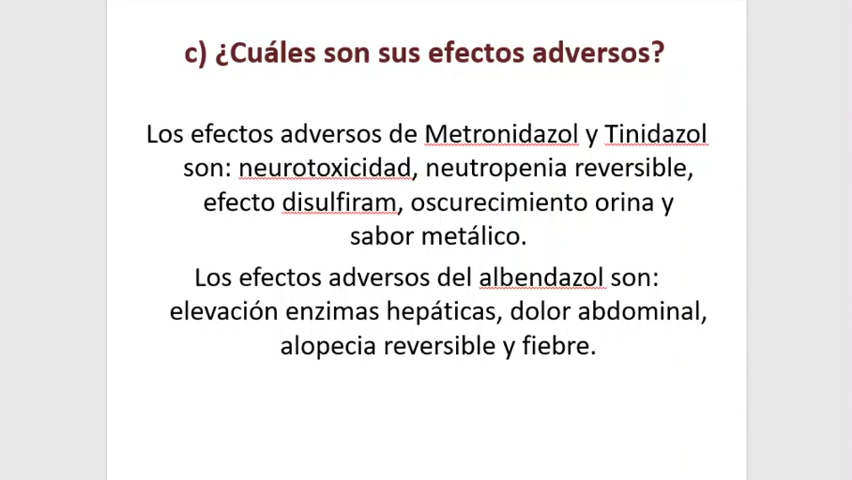 c) ¿Cuáles son sus efectos adversos?
Los efectos adversos de Metronidazol y Tinidazol
son: neurotoxicidad, neutropenia reversible,
efecto disulfiram, oscurecimiento orina y
sabor metálico.
Los efectos adversos del albendazol son:
elevación enzimas hepáticas, dolor abdominal,
alopecia reversible y fiebre.